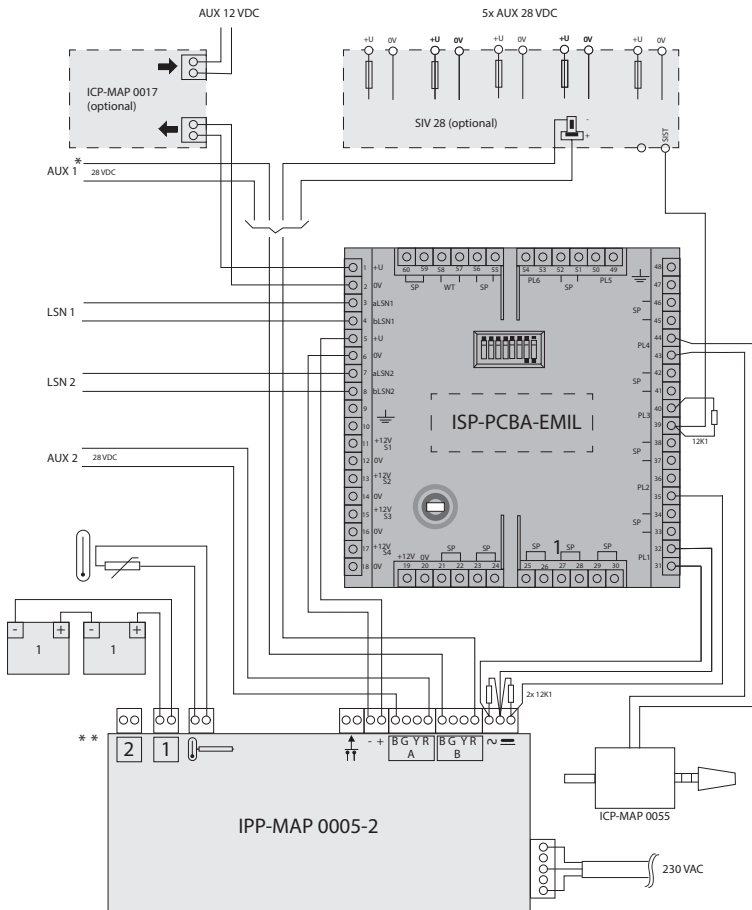 AUX 12 VDC
5x AUX 28 VDC
+U 0V +U 0V +U 0V +U 0V +U 0V
ICP-MAP 0017
(optional)
SIV 28 (optional)
-
+
SIST
*
AUX 1 28 VDC
60 59 58 57 56 55 54 53 52 51 50 49
SP WT SP PL6 SP PL5
1 +U
2 0V
LSN 1
3 aLSN1
4 bLSN1
5 +U
6 0V
LSN 2
7 aLSN2
8 bLSN2
9
10
AUX 2 28 VDC
11 +12V S1
12 0V
13 +12V S2
14 0V
15 +12V S3
16 0V
17 +12V S4
18 0V
ISP-PCBA-EMIL
48
47
SP 46
45
PL4 44
43
SP 42
41
PL3 40
39
12K1
SP 38
37
PL2 36
35
SP 34
33
PL1 32
31
1
+12V 0V SP SP SP SP SP
19 20 21 22 23 24 25 26 27 28 29 30
- + - +
1 1
2x 12K1
* *
2 1
- + B G Y R B G Y R
A B
IPP-MAP 0005-2
ICP-MAP 0055
230 VAC